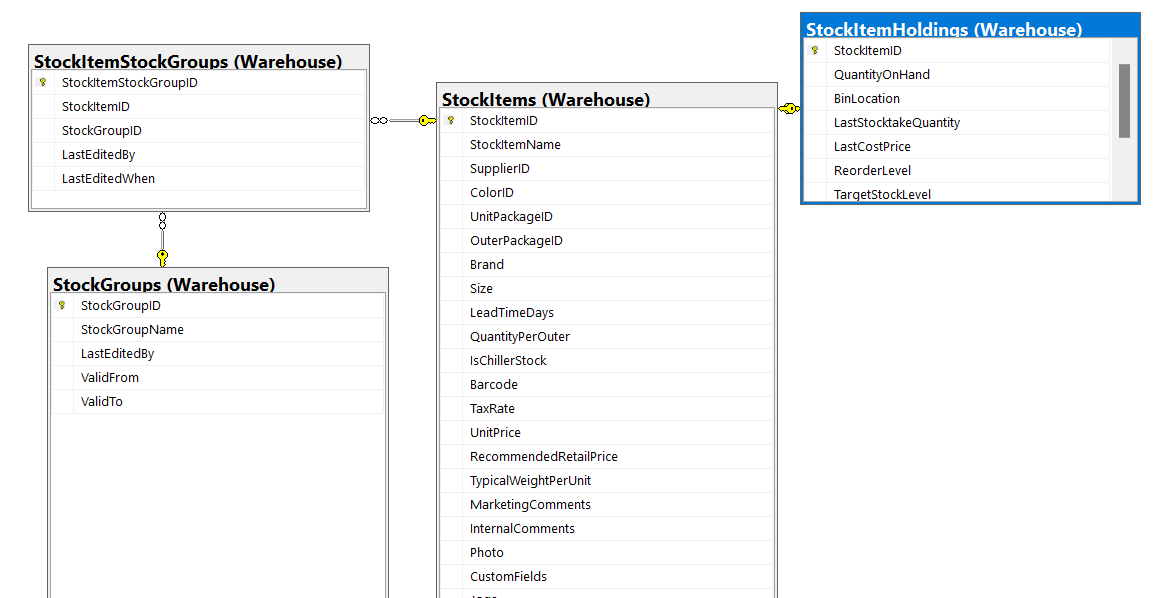 StockItemStockGroups (Warehouse)
StockItemStockGroupID
StockItemID
StockGroupID
LastEditedBy
LastEditedWhen
StockGroups (Warehouse)
StockGroupID
StockGroupName
LastEditedBy
ValidFrom
ValidTo
StockItems (Warehouse)
StockItemID
StockItemName
SupplierID
ColorID
UnitPackageID
OuterPackageID
Brand
Size
LeadTimeDays
QuantityPerOuter
IsChillerStock
Barcode
TaxRate
UnitPrice
RecommendedRetailPrice
TypicalWeightPerUnit
MarketingComments
InternalComments
Photo
CustomFields
StockItemHoldings (Warehouse)
StockItemID
QuantityOnHand
BinLocation
LastStocktakeQuantity
LastCostPrice
ReorderLevel
TargetStockLevel